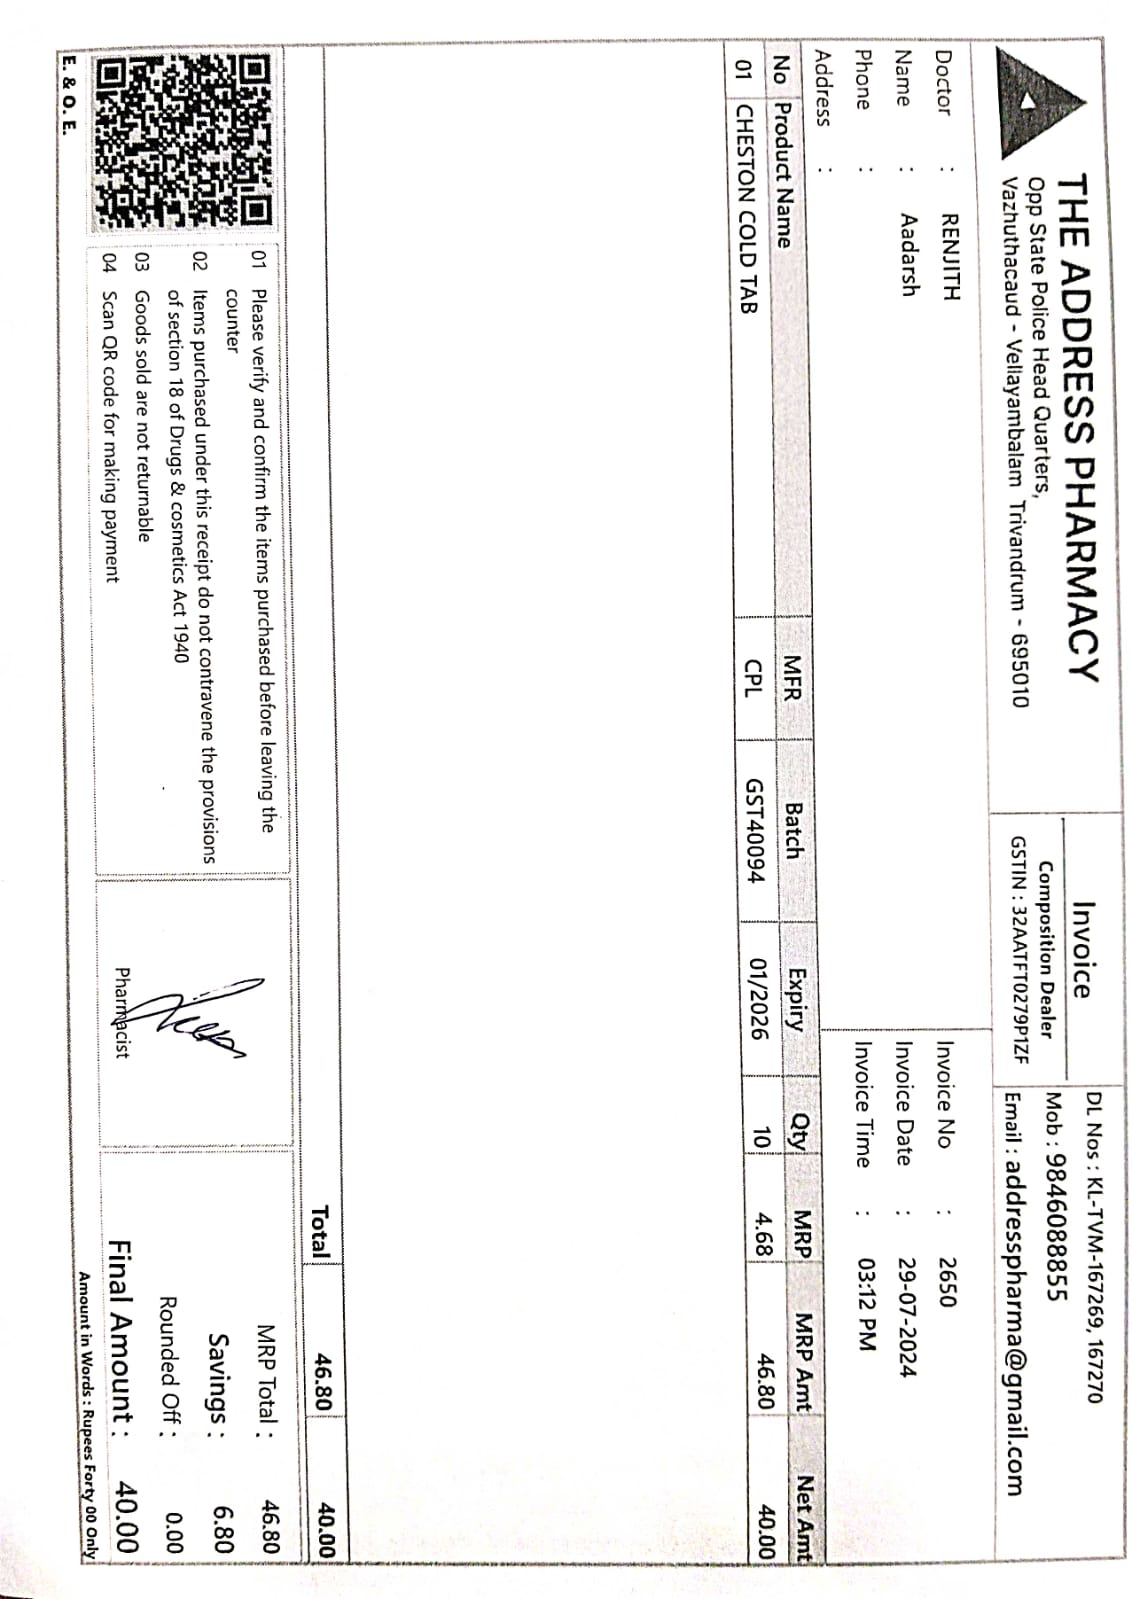 THE ADDRESS PHARMACY
Opp State Police Head Quarters,
Vazhuthacaud - Vellayambalam Trivandrum - 695010
Invoice
Composition Dealer
GSTIN : 32AATFT0279P1ZF
DL Nos : KL-TVM-167269, 167270
Mob : 9846088855
Email : addresspharma@gmail.com
Doctor : RENJITH
Name : Aadarsh
Phone :
Address :
Invoice No : 2650
Invoice Date : 29-07-2024
Invoice Time : 03:12 PM
No Product Name MFR Batch Expiry Qty MRP MRP Amt Net Amt
01 CHESTON COLD TAB CPL GST40094 01/2026 10 4.68 46.80 40.00
Total 46.80 40.00
01 Please verify and confirm the items purchased before leaving the
counter
02 Items purchased under this receipt do not contravene the provisions
of section 18 of Drugs & cosmetics Act 1940
03 Goods sold are not returnable
04 Scan QR code for making payment
Pharmacist
MRP Total : 46.80
Savings : 6.80
Rounded Off : 0.00
Final Amount : 40.00
Amount in Words : Rupees Forty 00 Only
E. & O. E.